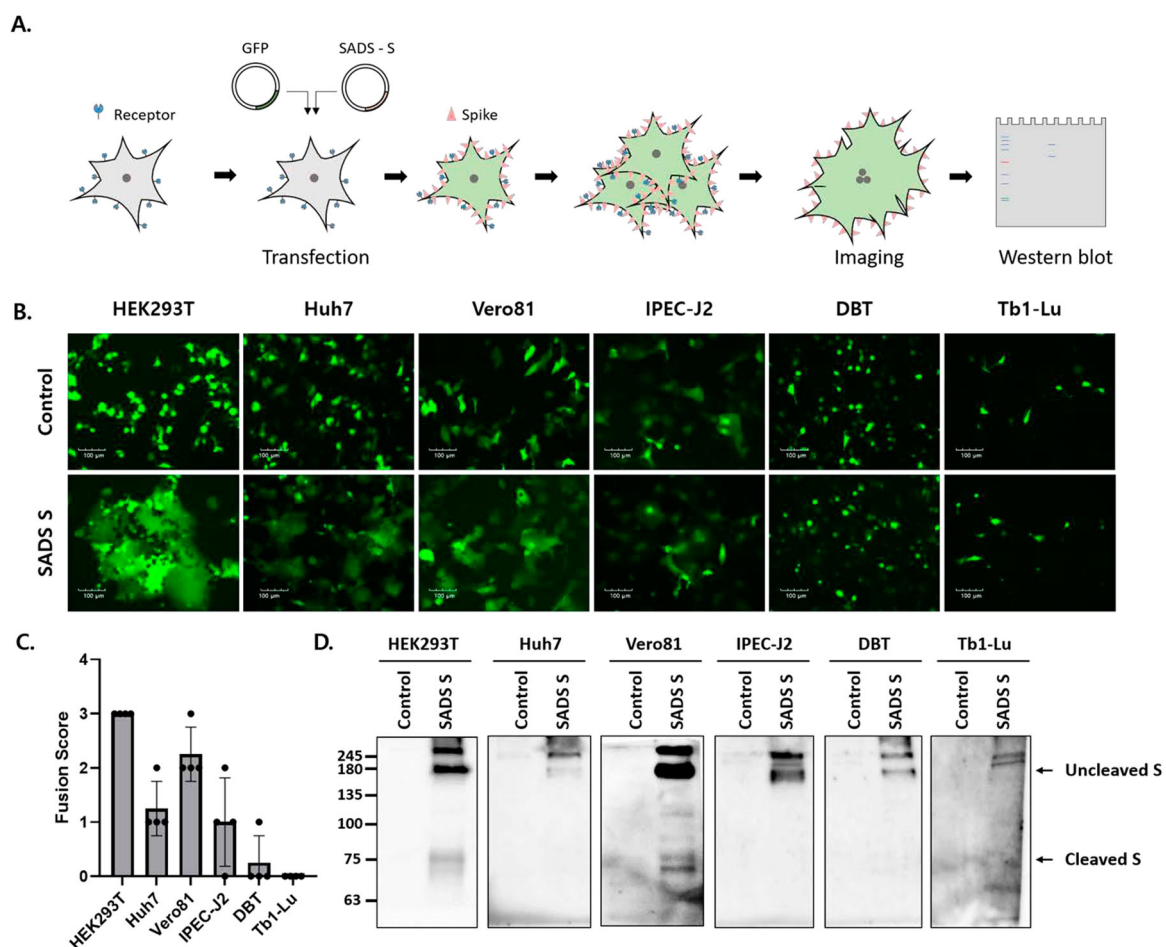 A.
GFP
SADS - S
Receptor
Spike
Transfection
Imaging
Western blot
B.
HEK293T
Huh7
Vero81
IPEC-J2
DBT
Tb1-Lu
Control
100 μm
100 μm
100 μm
100 μm
100 μm
100 μm
SADS S
100 μm
100 μm
100 μm
100 μm
100 μm
100 μm
C.
Fusion Score
4
3
2
1
0
HEK293T
Huh7
Vero81
IPEC-J2
DBT
Tb1-Lu
D.
HEK293T
Huh7
Vero81
IPEC-J2
DBT
Tb1-Lu
Control
SADS S
Control
SADS S
Control
SADS S
Control
SADS S
Control
SADS S
Control
SADS S
245
180
135
100
75
63
Uncleaved S
Cleaved S